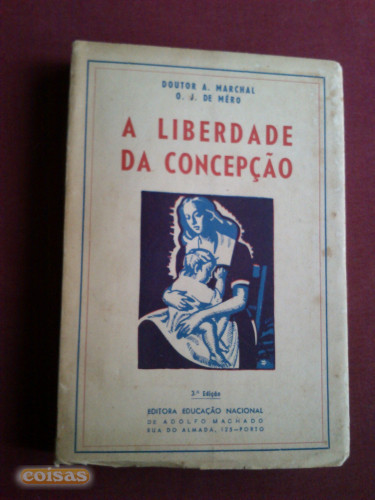 DOUTOR A. MARCHAL
O. J. DE MÉRO
A LIBERDADE
DA CONCEPÇÃO
3.ª Edição
EDITORA EDUCAÇÃO NACIONAL
DE ADOLFO MACHADO
RUA DO ALMADA, 125—PORTO
coisas